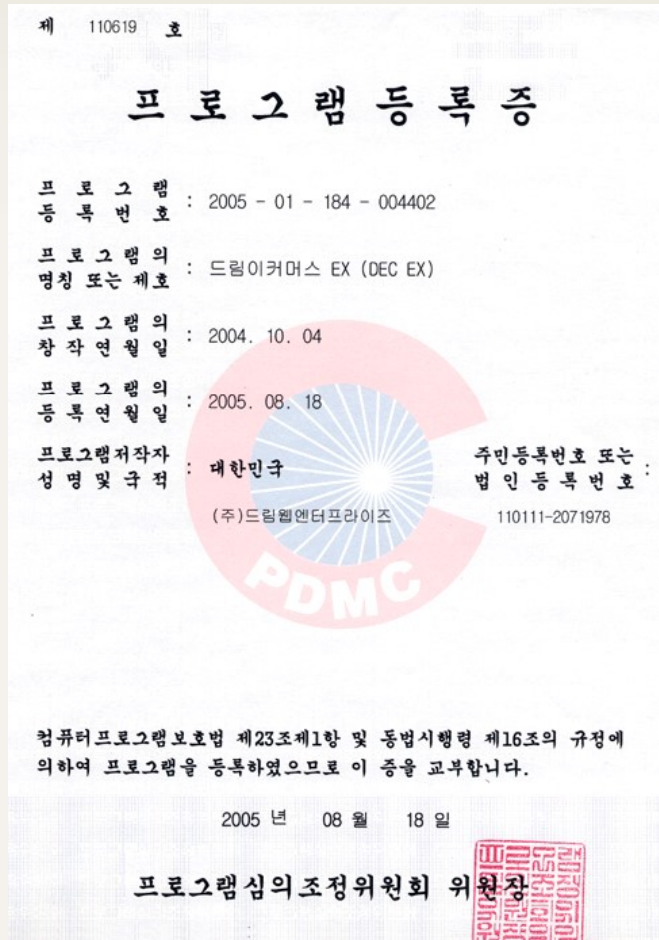 제 110619 호
프로그램등록증
프로그램
등록번호 : 2005 - 01 - 184 - 004402
프로그램의
명칭 또는 제호 : 드림이커머스 EX (DEC EX)
프로그램의
창작연월일 : 2004. 10. 04
프로그램의
등록연월일 : 2005. 08. 18
프로그램저작자
성명및국적 : 대한민국
(주)드림웹엔터프라이즈
주민등록번호 또는
법인등록번호 :
110111-2071978
PDMC
컴퓨터프로그램보호법 제23조제1항 및 동법시행령 제16조의 규정에
의하여 프로그램을 등록하였으므로 이 증을 교부합니다.
2005 년 08 월 18 일
프로그램심의조정위원회 위원장